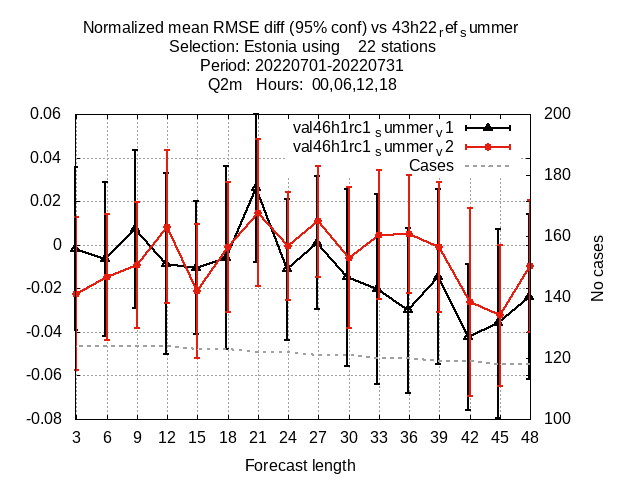 Normalized mean RMSE diff (95% conf) vs 43h22refsummer
Selection: Estonia using 22 stations
Period: 20220701-20220731
Q2m Hours: 00,06,12,18
val46h1rc1summerv1
val46h1rc1summerv2
Cases
0.06
0.04
0.02
0
-0.02
-0.04
-0.06
-0.08
200
180
160
140
120
100
No cases
3 6 9 12 15 18 21 24 27 30 33 36 39 42 45 48
Forecast length